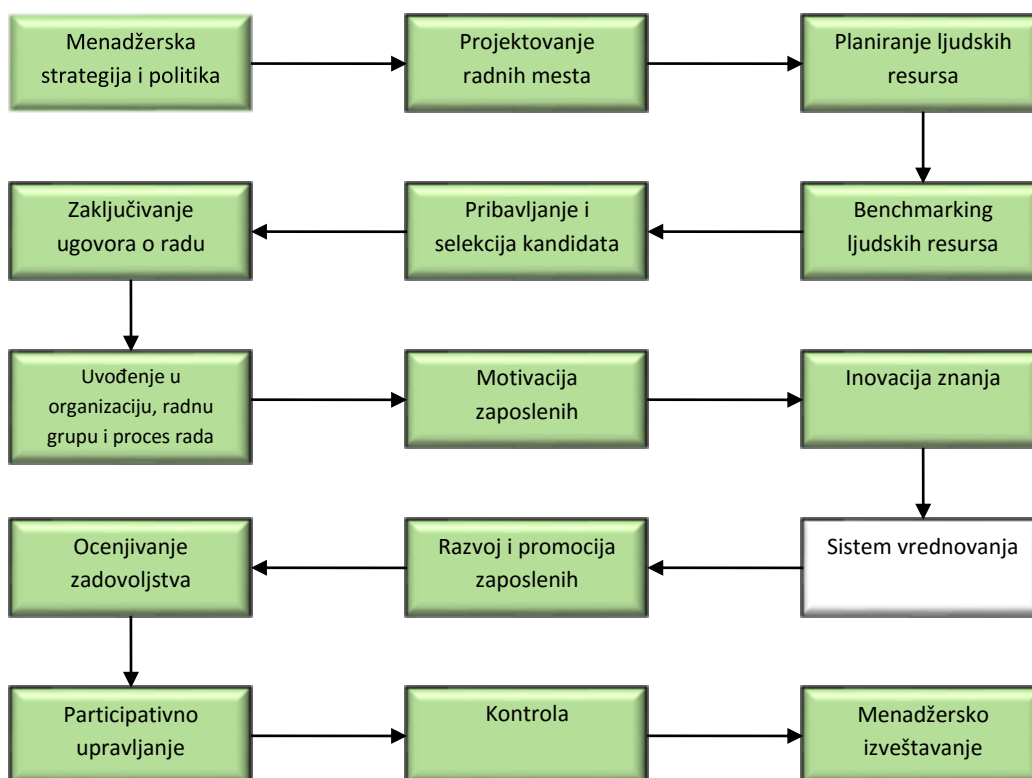 Menadžerska
strategija i politika
Projektovanje
radnih mesta
Planiranje ljudskih
resursa
Benchmarking
ljudskih resursa
Pribavljanje i
selekcija kandidata
Zaključivanje
ugovora o radu
Uvođenje u
organizaciju, radnu
grupu i proces rada
Motivacija
zaposlenih
Inovacija znanja
Sistem vrednovanja
Razvoj i promocija
zaposlenih
Ocenjivanje
zadovoljstva
Participativno
upravljanje
Kontrola
Menadžersko
izveštavanje